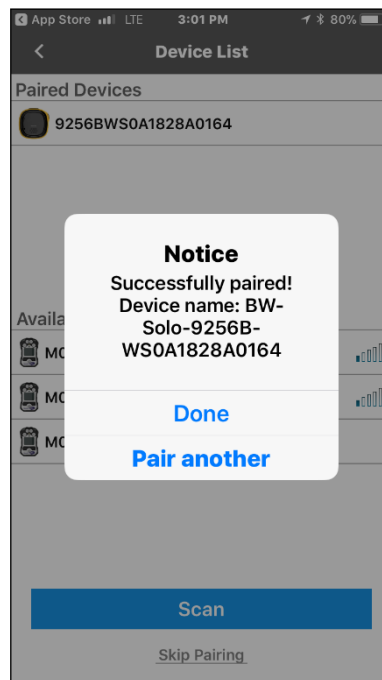 App Store LTE 3:01 PM 80%
Device List
Paired Devices
9256BWS0A1828A0164
Notice
Successfully paired!
Device name: BW-
Solo-9256B-
WS0A1828A0164
Availa
MC
MC
MC
Done
Pair another
Scan
Skip Pairing